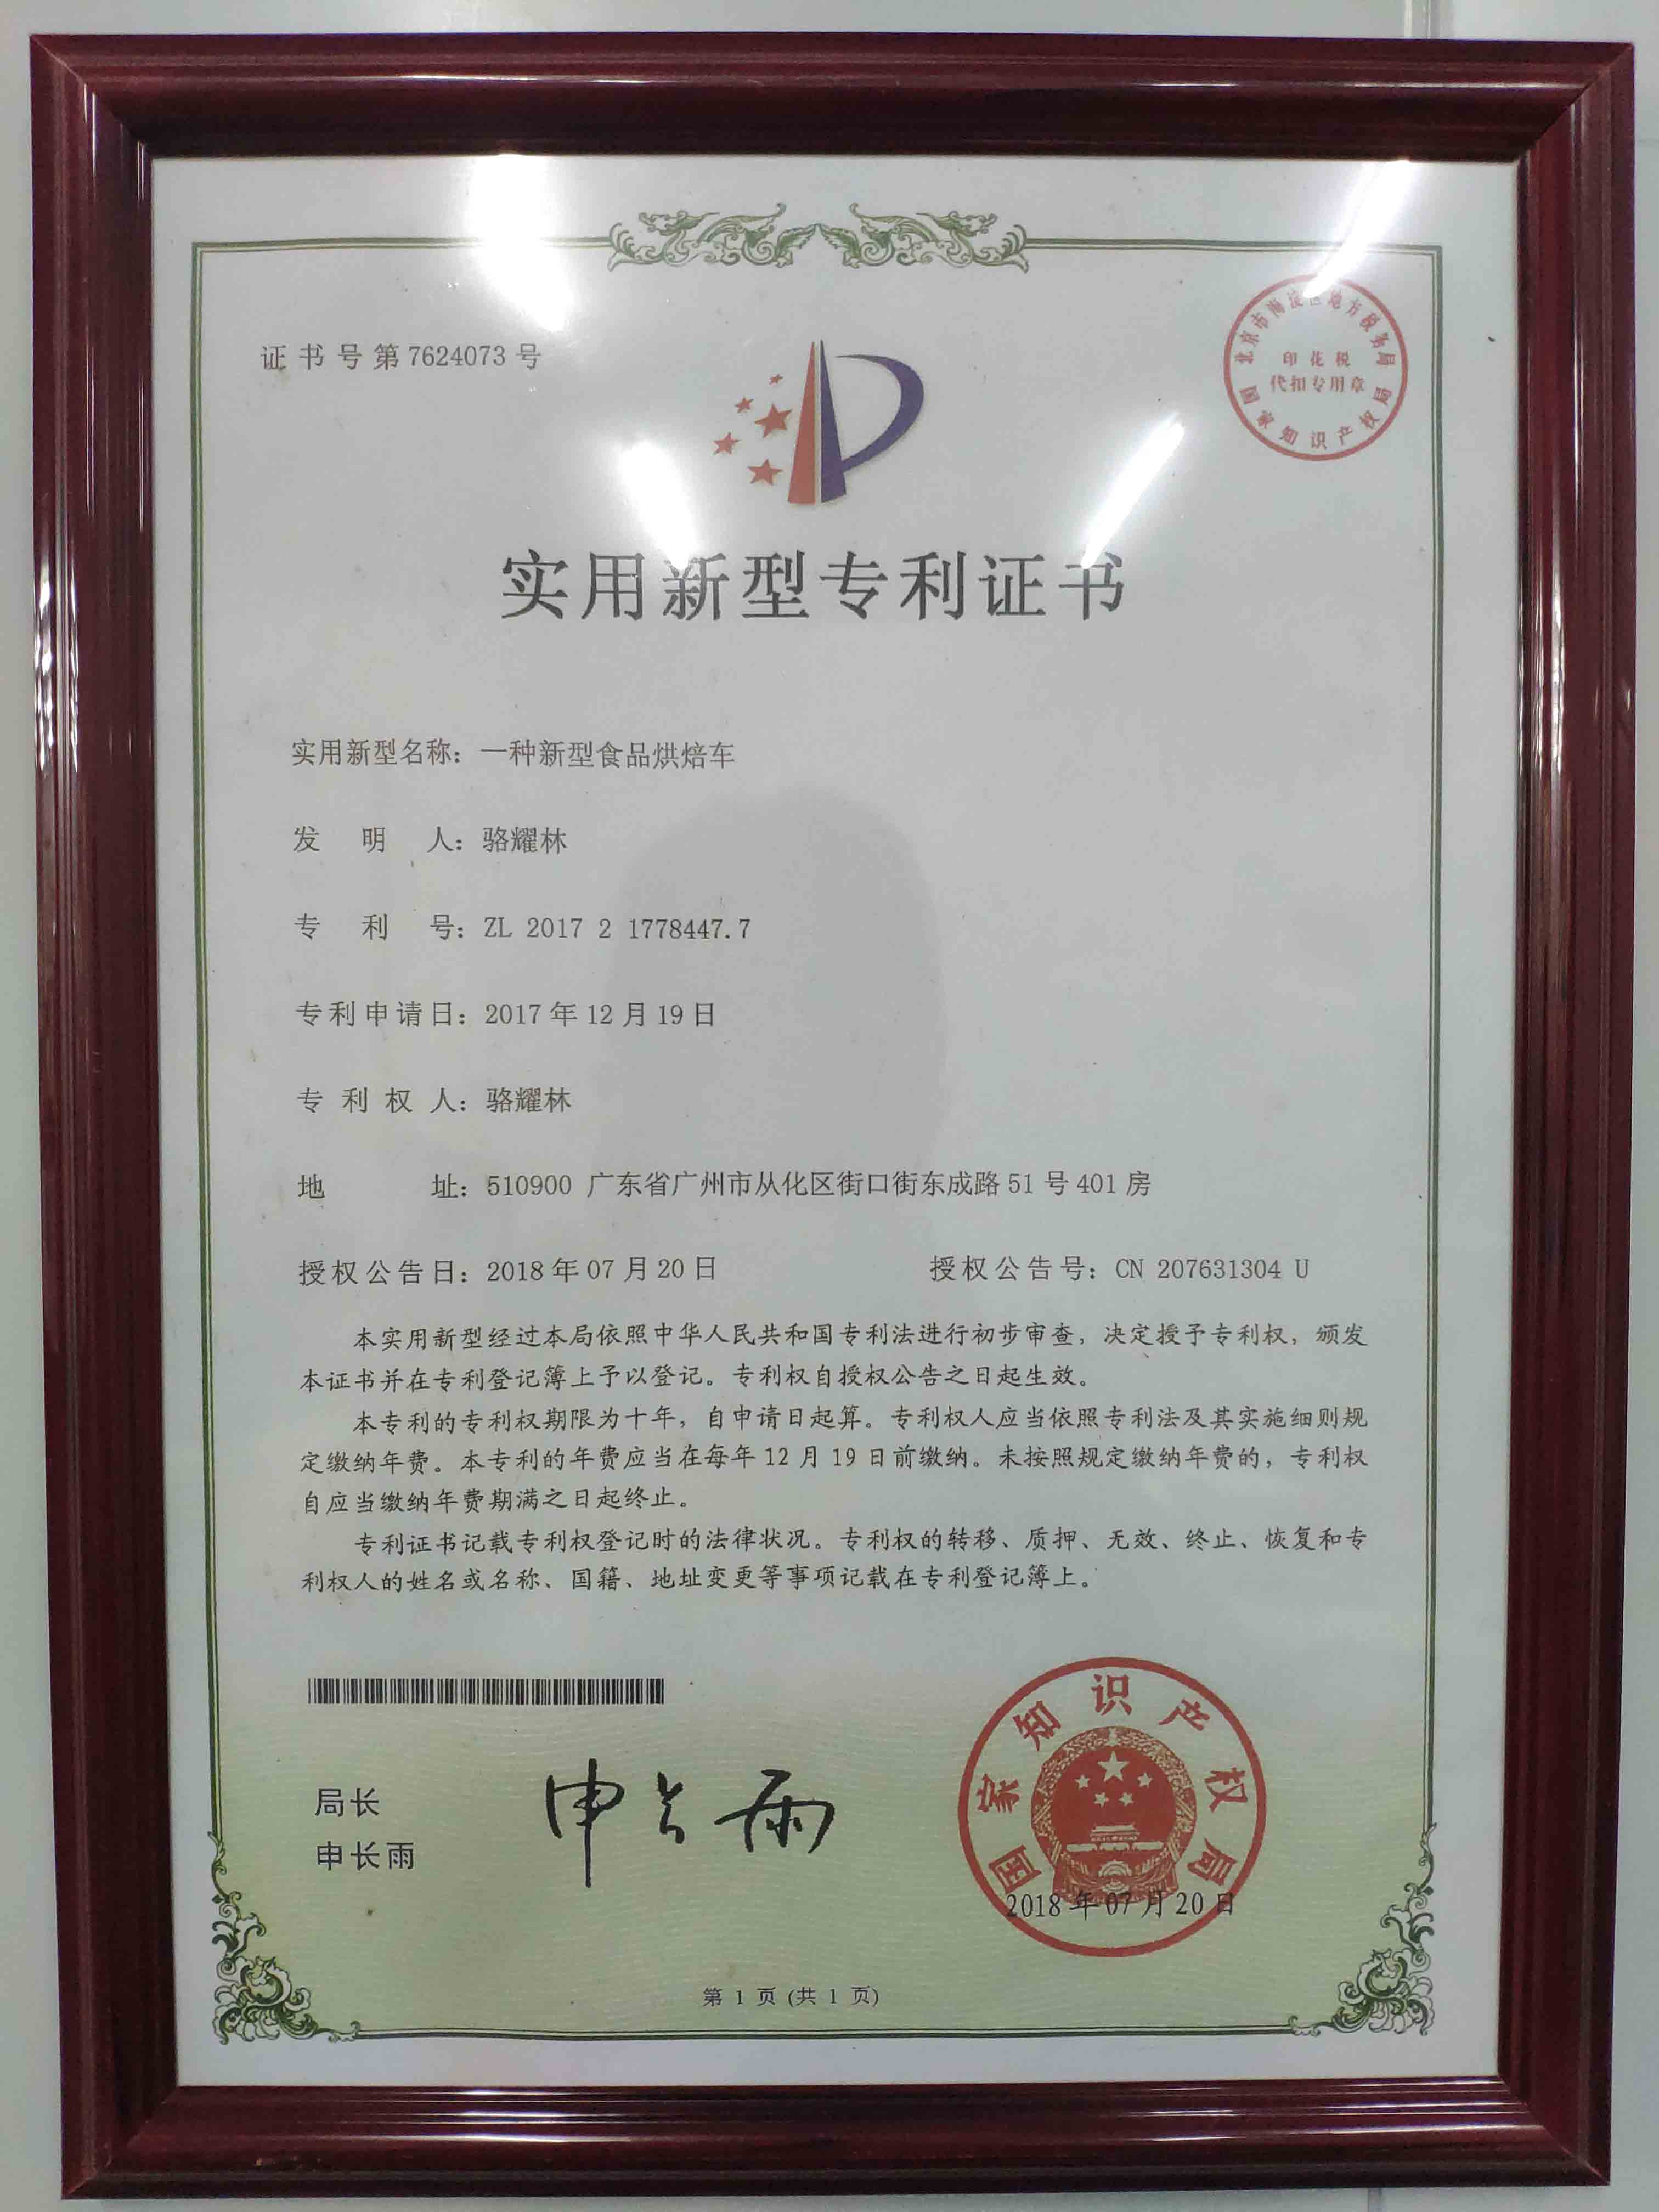 证书号第7624073号
北京市海淀区地方税务局
印花税
代扣专用章
国家知识产权局
实用新型专利证书
实用新型名称：一种新型食品烘焙车
发明人：骆耀林
专利号：ZL 2017 2 1778447.7
专利申请日：2017年12月19日
专利权人：骆耀林
地址：510900 广东省广州市从化区街口街东成路51号401房
授权公告日：2018年07月20日 授权公告号：CN 207631304 U
本实用新型经过本局依照中华人民共和国专利法进行初步审查，决定授予专利权，颁发
本证书并在专利登记簿上予以登记。专利权自授权公告之日起生效。
本专利的专利权期限为十年，自申请日起算。专利权人应当依照专利法及其实施细则规
定缴纳年费。本专利的年费应当在每年12月19日前缴纳。未按照规定缴纳年费的，专利权
自应当缴纳年费期满之日起终止。
专利证书记载专利权登记时的法律状况。专利权的转移、质押、无效、终止、恢复和专
利权人的姓名或名称、国籍、地址变更等事项记载在专利登记簿上。
局长
申长雨
申长雨
国家知识产权局
2018年07月20日
第 1 页 (共 1 页)